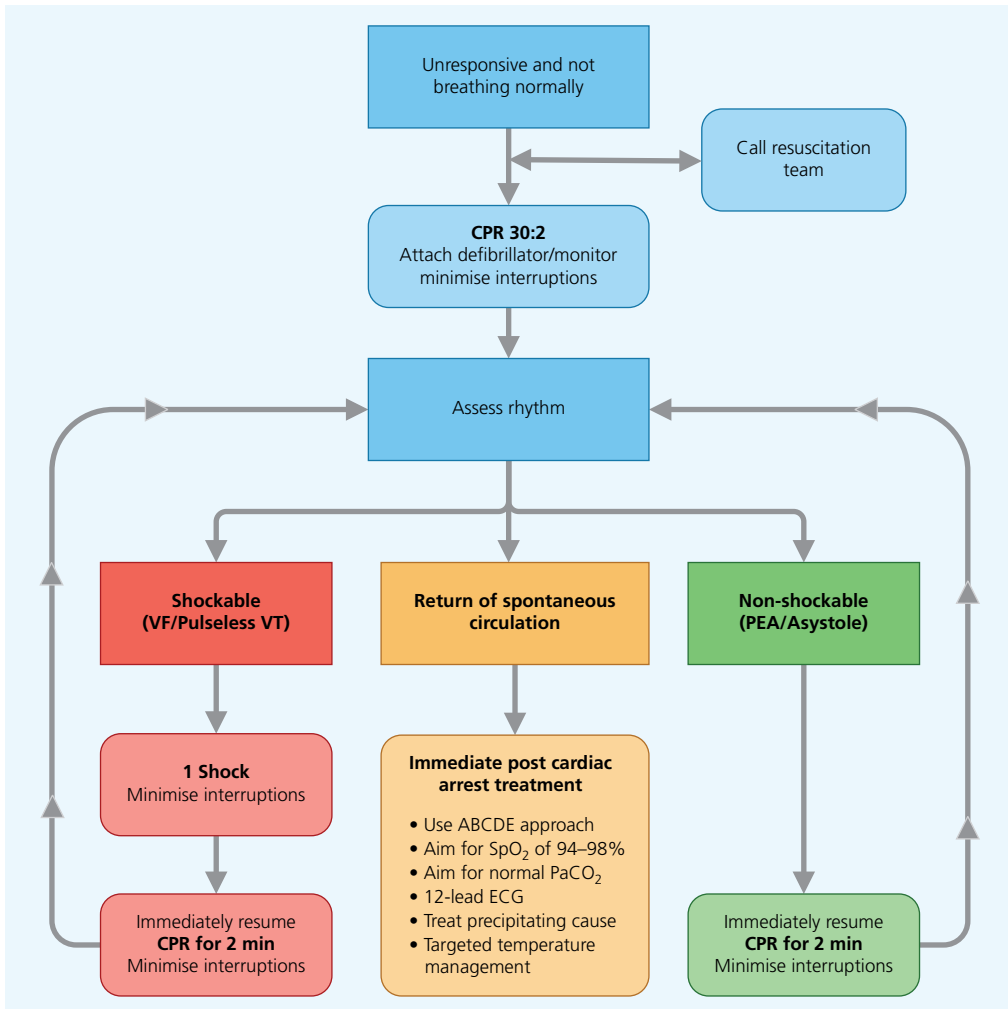 Unresponsive and not
breathing normally
Call resuscitation
team
CPR 30:2
Attach defibrillator/monitor
minimise interruptions
Assess rhythm
Shockable
(VF/Pulseless VT)
Return of spontaneous
circulation
Non-shockable
(PEA/Asystole)
1 Shock
Minimise interruptions
Immediately resume
CPR for 2 min
Minimise interruptions
Immediate post cardiac
arrest treatment
• Use ABCDE approach
• Aim for SpO₂ of 94–98%
• Aim for normal PaCO₂
• 12-lead ECG
• Treat precipitating cause
• Targeted temperature
management
Immediately resume
CPR for 2 min
Minimise interruptions